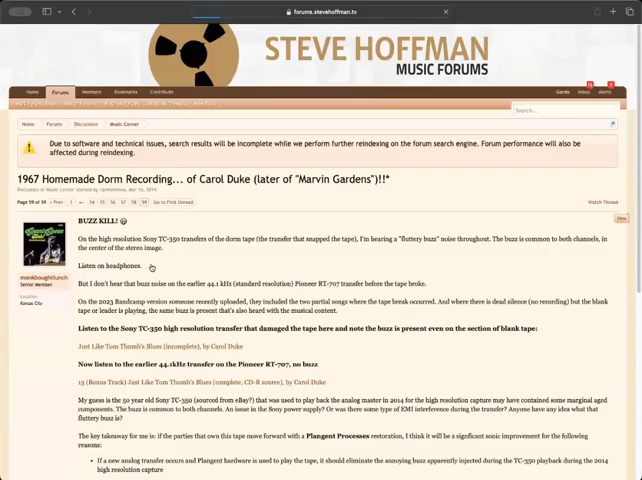 forums.stevehoffman.tv
STEVE HOFFMAN
MUSIC FORUMS
Home Forums Members Bookmarks Contribute Inbox Alerts
Search...
Home Forums Discussions Music Corner
Due to software and technical issues, search results will be incomplete while we perform further reindexing on the forum search engine. Forum performance will also be
affected during reindexing.
1967 Homemade Dorm Recording... of Carol Duke (later of "Marvin Gardens")!!*
Page 59 of 59 < Prev 1 ← 54 55 56 57 58 59 Go to First Unread Watch Thread
New
BUZZ KILL!
On the high resolution Sony TC-350 transfers of the dorm tape (the transfer that snapped the tape), I'm hearing a "fluttery buzz" noise throughout. The buzz is common to both channels, in
the center of the stereo image.
Listen on headphones.
monkboughtlunch
Senior Member
Location:
Kansas City
But I don't hear that buzz noise on the earlier 44.1 kHz (standard resolution) Pioneer RT-707 transfer before the tape broke.
On the 2023 Bandcamp version someone recently uploaded, they included the two partial songs where the tape break occurred. And where there is dead silence (no recording) but the blank
tape or leader is playing, the same buzz is present that's also heard with the musical content.
Listen to the Sony TC-350 high resolution transfer that damaged the tape here and note the buzz is present even on the section of blank tape:
Just Like Tom Thumb's Blues (incomplete), by Carol Duke
Now listen to the earlier 44.1kHz transfer on the Pioneer RT-707, no buzz
13 (Bonus Track) Just Like Tom Thumb's Blues (complete, CD-R source), by Carol Duke
My guess is the 50 year old Sony TC-350 (sourced from eBay?) that was used to play back the analog master in 2014 for the high resolution capture may have contained some marginal aged
components. The buzz is common to both channels. An issue in the Sony power supply? Or was there some type of EMI interference during the transfer? Anyone have any idea what that
fluttery buzz is?
The key takeaway for me is: if the parties that own this tape move forward with a Plangent Processes restoration, I think it will be a signficant sonic improvement for the following
reasons:
• If a new analog transfer occurs and Plangent hardware is used to play the tape, it should eliminate the annoying buzz apparently injected during the TC-350 playback during the 2014
high resolution capture